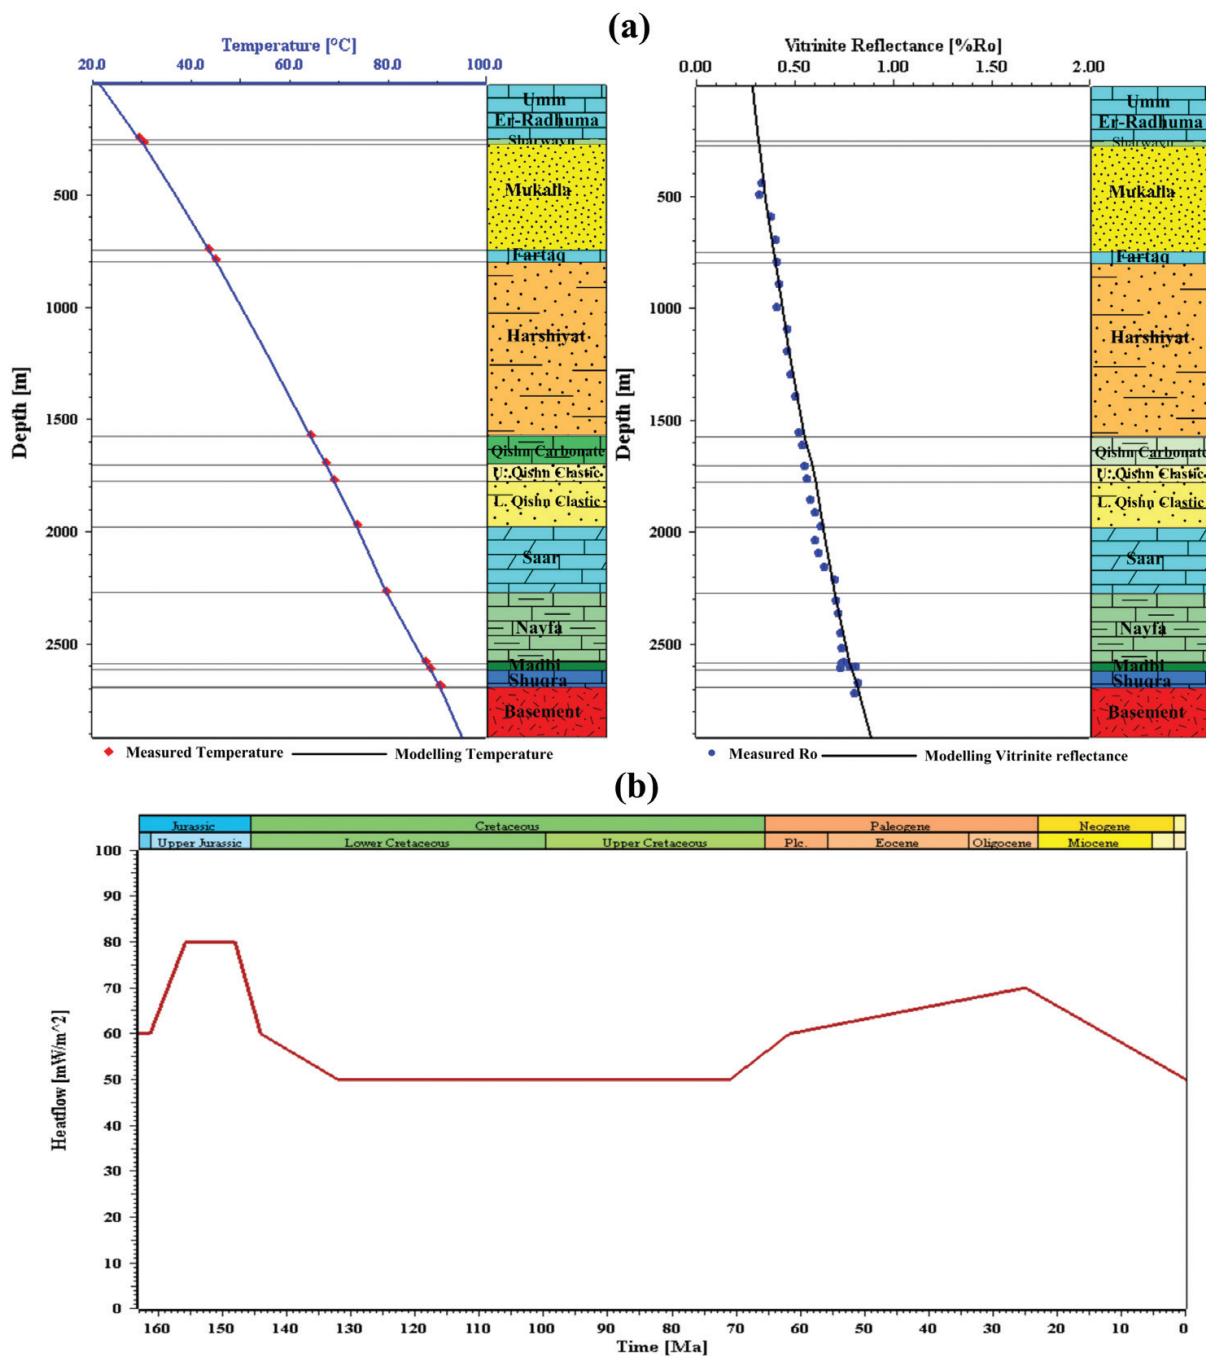 (a)
Temperature [°C]
20.0 40.0 60.0 80.0 100.0
Vitrinite Reflectance [%Ro]
0.00 0.50 1.00 1.50 2.00
Depth [m]
500
1000
1500
2000
2500
Umm
Er-Radhuma
Sharwayn
Mukalla
Fartaq
Harshiyat
Qishn Carbonate
U. Qishn Clastic
L. Qishn Clastic
Saar
Nayfa
Madbi
Shuqra
Basement
Depth [m]
500
1000
1500
2000
2500
Umm
Er-Radhuma
Sharwayn
Mukalla
Fartaq
Harshiyat
Qishn Carbonate
U. Qishn Clastic
L. Qishn Clastic
Saar
Nayfa
Madbi
Shuqra
Basement
Measured Temperature Modelling Temperature
Measured Ro Modelling Vitrinite reflectance
(b)
Jurassic Cretaceous Paleogene Neogene
Upper Jurassic Lower Cretaceous Upper Cretaceous Plc. Eocene Oligocene Miocene
Heatflow [mW/m^2]
100
90
80
70
60
50
40
30
20
10
0
160 150 140 130 120 110 100 90 80 70 60 50 40 30 20 10 0
Time [Ma]